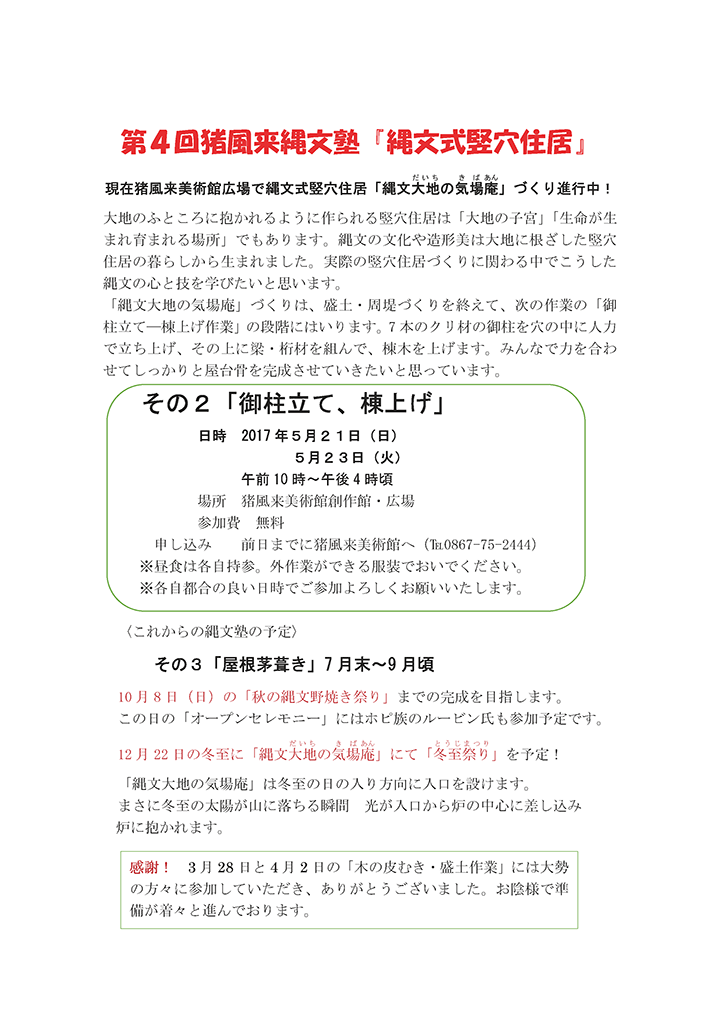 第４回猪風来縄文塾『縄文式竪穴住居』
現在猪風来美術館広場で縄文式竪穴住居「縄文大地の気場庵」づくり進行中！
だいち きばあん
大地のふところに抱かれるように作られる竪穴住居は「大地の子宮」「生命が生
まれ育まれる場所」でもあります。縄文の文化や造形美は大地に根ざした竪穴
住居の暮らしから生まれました。実際の竪穴住居づくりに関わる中でこうした
縄文の心と技を学びたいと思います。
「縄文大地の気場庵」づくりは、盛土・周堤づくりを終えて、次の作業の「御
柱立て―棟上げ作業」の段階にはいります。7 本のクリ材の御柱を穴の中に人力
で立ち上げ、その上に梁・桁材を組んで、棟木を上げます。みんなで力を合わ
せてしっかりと屋台骨を完成させていきたいと思っています。
その２「御柱立て、棟上げ」
日時　2017 年５月２１日（日）
５月２３日（火）
午前 10 時～午後 4 時頃
場所　猪風来美術館創作館・広場
参加費　無料
申し込み　　前日までに猪風来美術館へ（℡0867-75-2444）
※昼食は各自持参。外作業ができる服装でおいでください。
※各自都合の良い日時でご参加よろしくお願いいたします。
〈これからの縄文塾の予定〉
その３「屋根茅葺き」7 月末～9 月頃
10 月 8 日（日）の「秋の縄文野焼き祭り」までの完成を目指します。
この日の「オープンセレモニー」にはホピ族のルービン氏も参加予定です。
だいち きばあん とうじまつり
12 月 22 日の冬至に「縄文大地の気場庵」にて「冬至祭り」を予定！
「縄文大地の気場庵」は冬至の日の入り方向に入口を設けます。
まさに冬至の太陽が山に落ちる瞬間　光が入口から炉の中心に差し込み
炉に抱かれます。
感謝！　3 月 28 日と 4 月 2 日の「木の皮むき・盛土作業」には大勢
の方々に参加していただき、ありがとうございました。お陰様で準
備が着々と進んでおります。